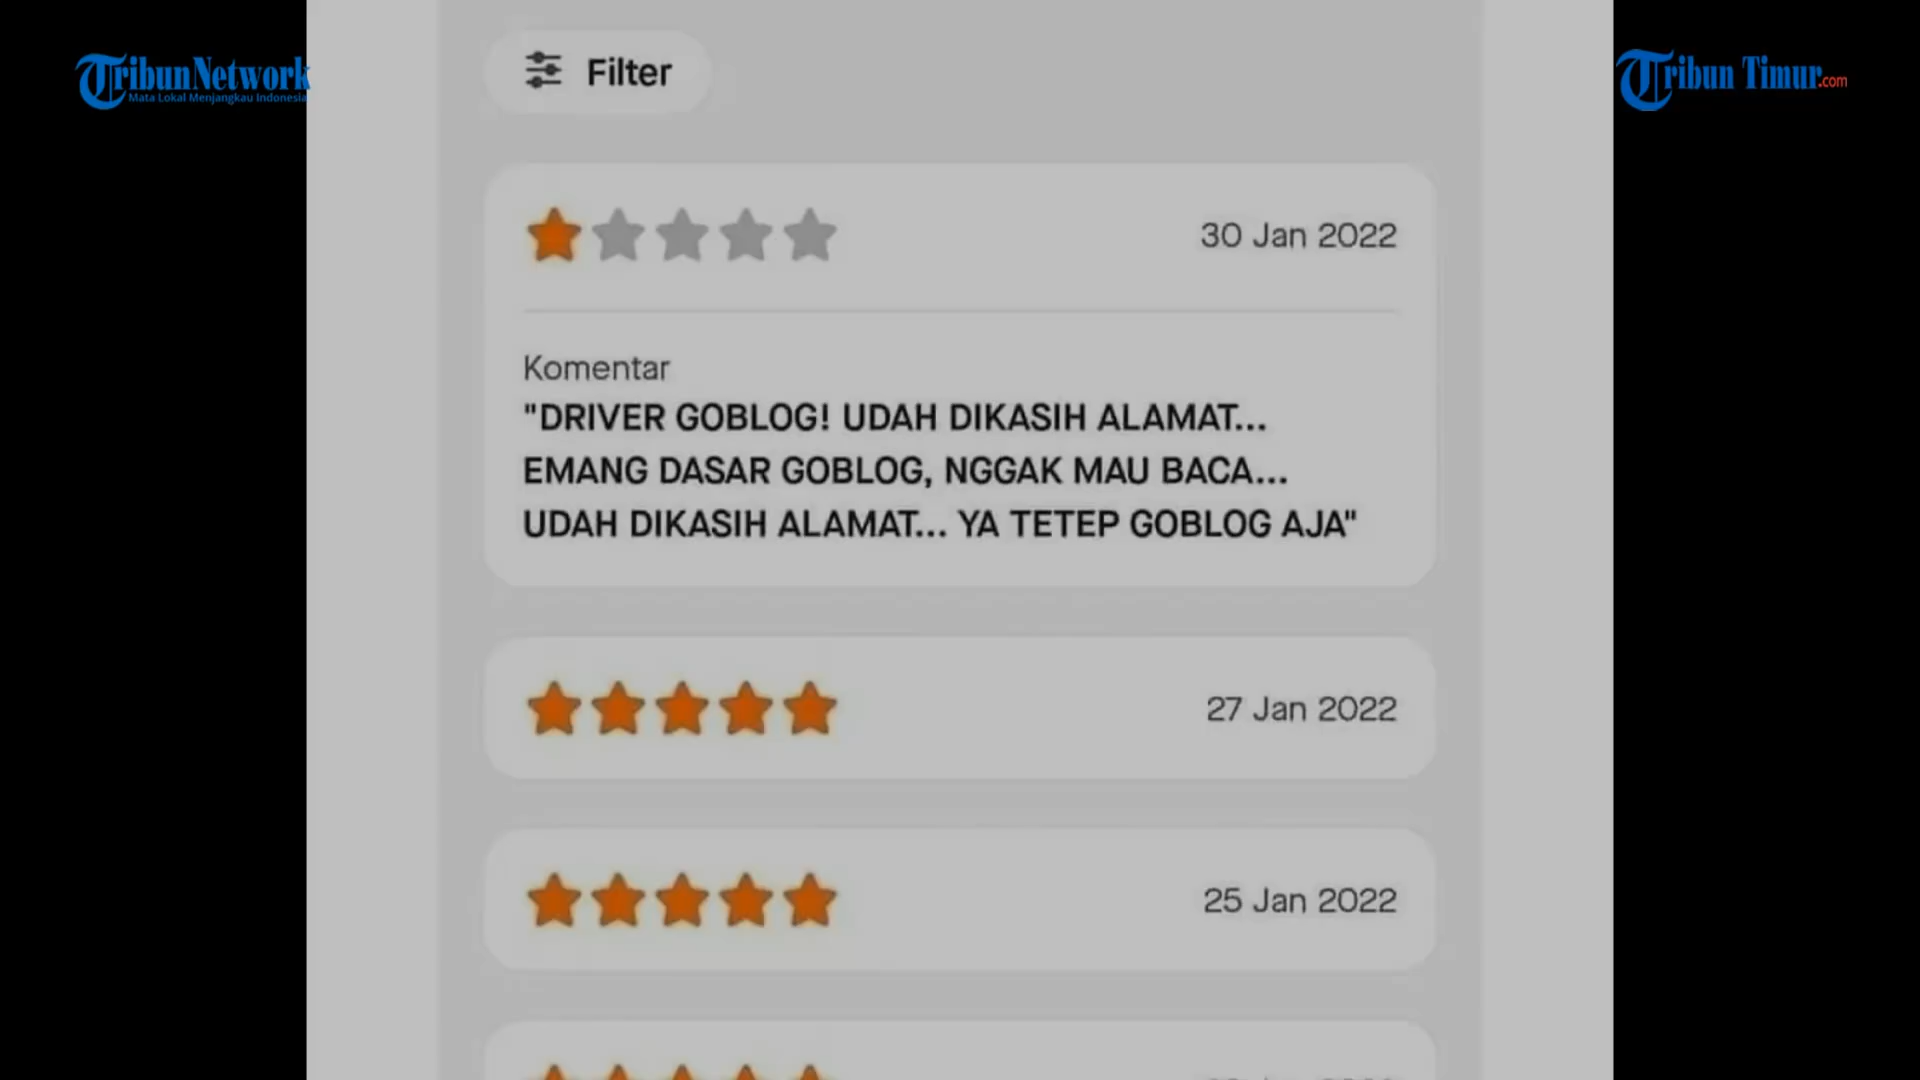 TribunNetwork
Mata Lokal Menjangkau Indonesia
Tribun Timur.com
Filter
30 Jan 2022
Komentar
"DRIVER GOBLOG! UDAH DIKASIH ALAMAT...
EMANG DASAR GOBLOG, NGGAK MAU BACA...
UDAH DIKASIH ALAMAT... YA TETEP GOBLOG AJA"
27 Jan 2022
25 Jan 2022